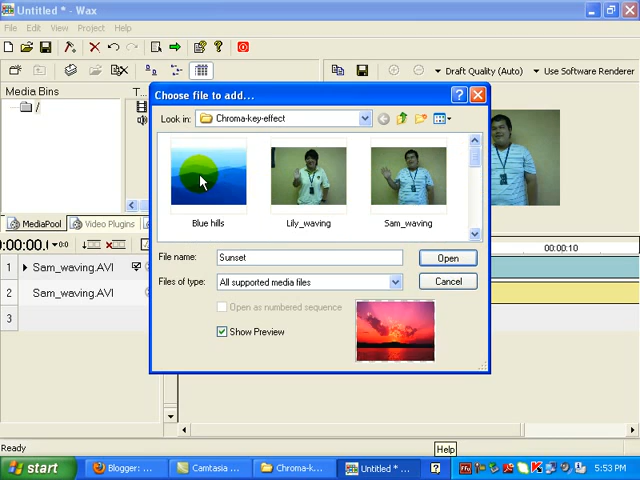 Untitled * - Wax
File Edit View Project Help
Draft Quality (Auto) Use Software Renderer
Media Bins
/
MediaPool Video Plugins
0:00:00.
0:00
00:00:10
1 Sam_waving.AVI
2 Sam_waving.AVI
3
Choose file to add...
Look in: Chroma-key-effect
Blue hills Lily_waving Sam_waving
File name: Sunset Open
Files of type: All supported media files Cancel
Open as numbered sequence
Show Preview
Ready
Help
start Blogger: ... Camtasia ... Chroma-k... Untitled * ... 5:53 PM